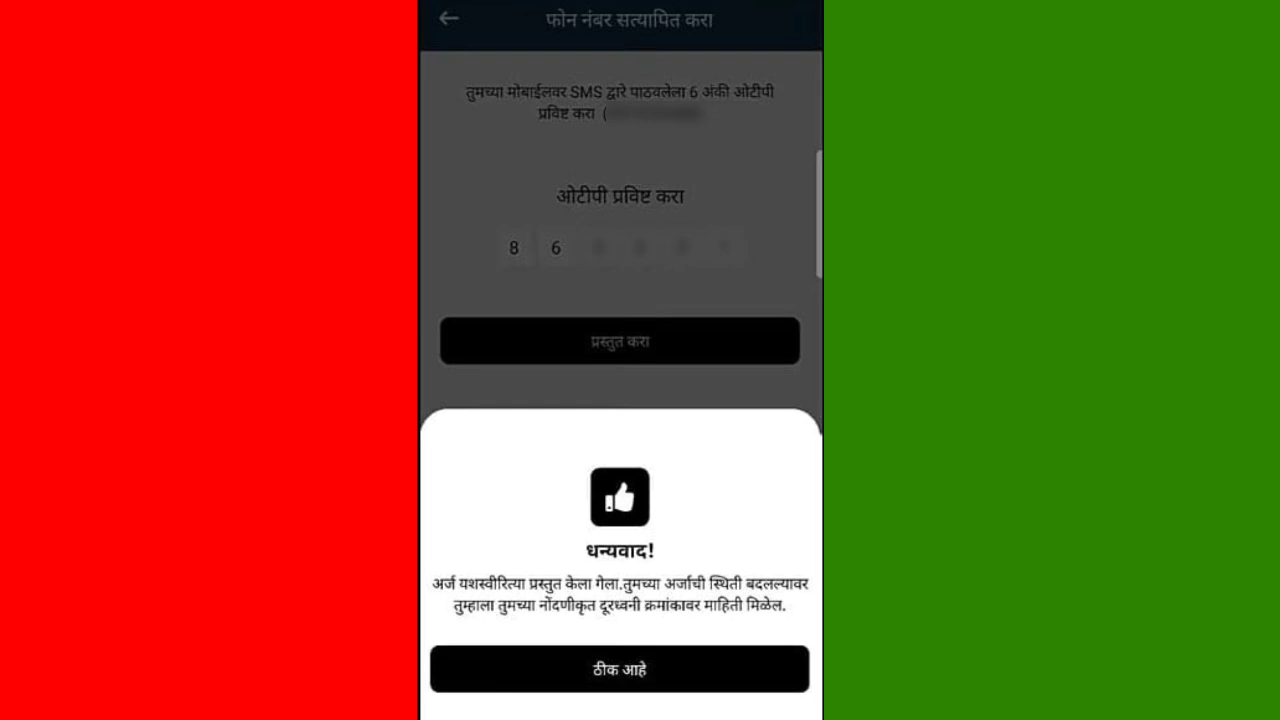 फोन नंबर सत्यापित करा
तुमच्या मोबाईलवर SMS द्वारे पाठवलेला 6 अंकी ओटीपी
प्रविष्ट करा (
ओटीपी प्रविष्ट करा
8 6
प्रस्तुत करा
धन्यवाद!
अर्ज यशस्वीरित्या प्रस्तुत केला गेला.तुमच्या अर्जाची स्थिती बदलल्यावर
तुम्हाला तुमच्या नोंदणीकृत दूरध्वनी क्रमांकावर माहिती मिळेल.
ठीक आहे